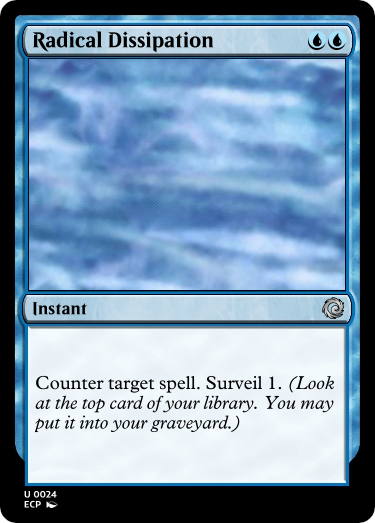 Radical Dissipation
Instant
Counter target spell. Surveil 1. (Look
at the top card of your library. You may
put it into your graveyard.)
U 0024
ECP